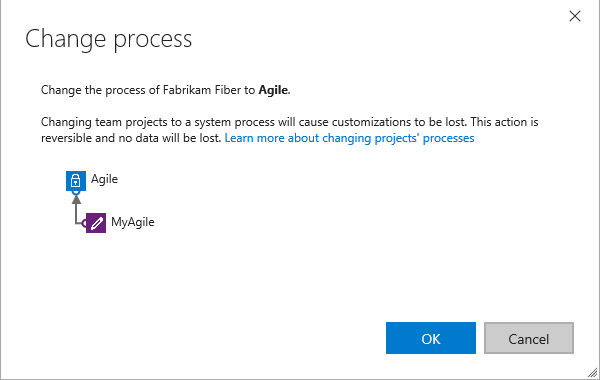 Change process
Change the process of Fabrikam Fiber to Agile.
Changing team projects to a system process will cause customizations to be lost. This action is
reversible and no data will be lost. Learn more about changing projects' processes
Agile
MyAgile
OK
Cancel